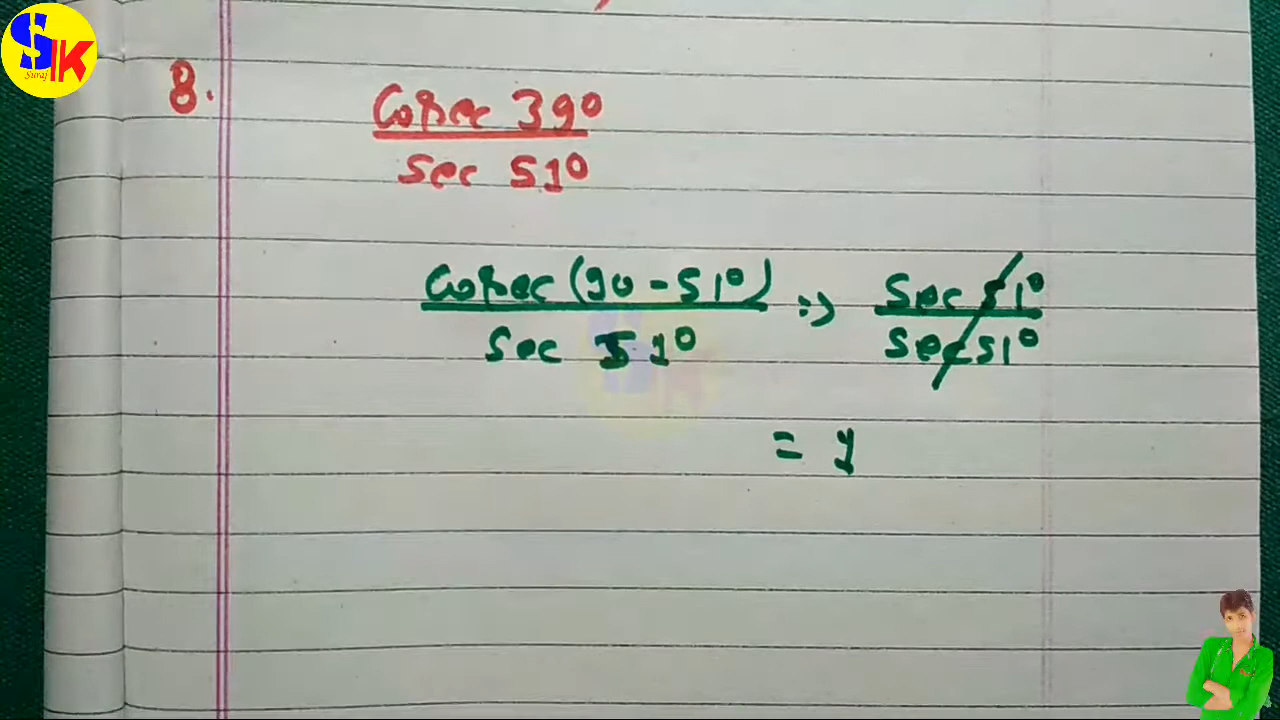 SK
Suraj
8.
Cosec 39°
Sec 51°
Cosec (90 - 51°) => Sec 51°
Sec 51° Sec 51°
= 1